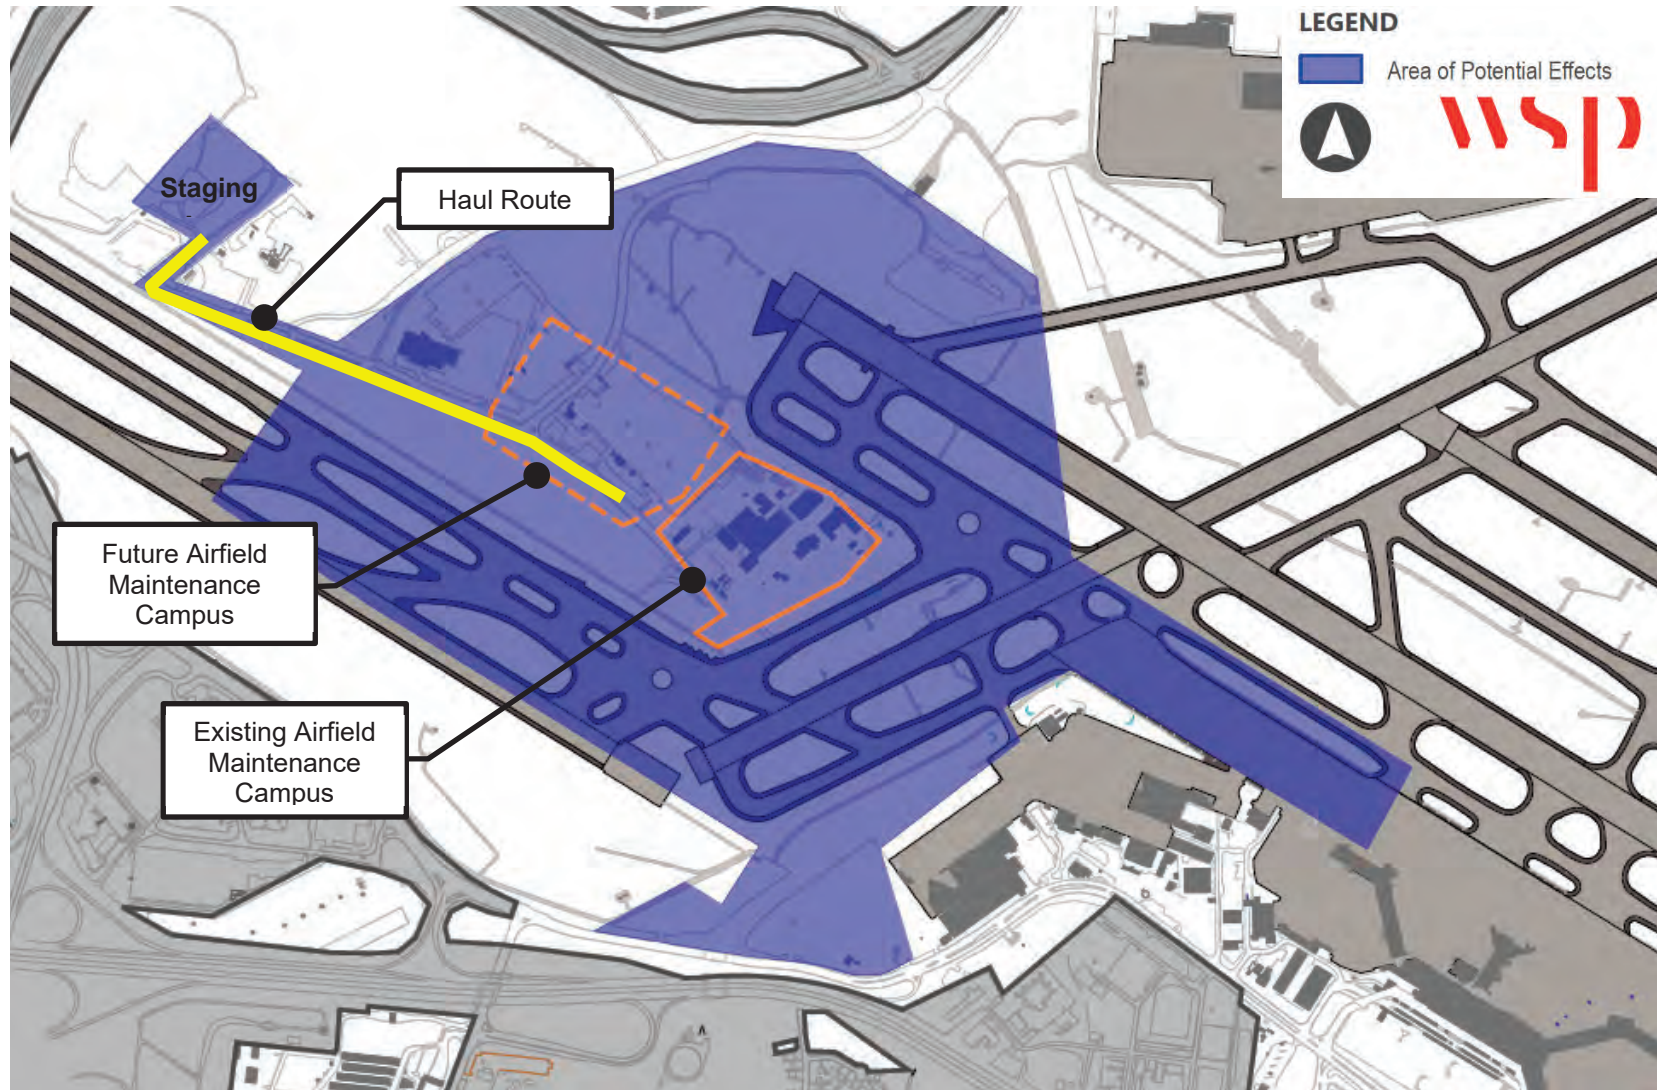 LEGEND
Area of Potential Effects
wsp
Staging
Haul Route
Future Airfield
Maintenance
Campus
Existing Airfield
Maintenance
Campus